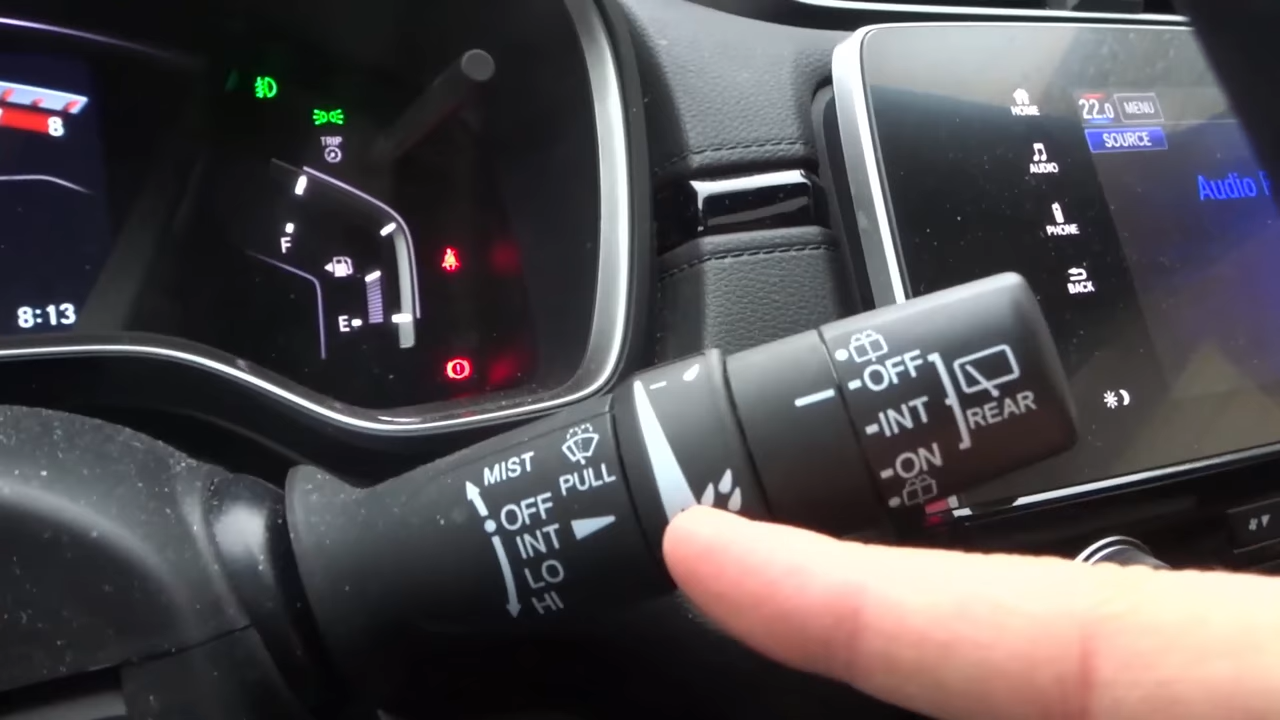 8
8:13
TRIP
F
E
HOME
22.0
MENU
SOURCE
AUDIO
Audio
PHONE
BACK
MIST
OFF
INT
LO
HI
PULL
OFF
INT
ON
REAR